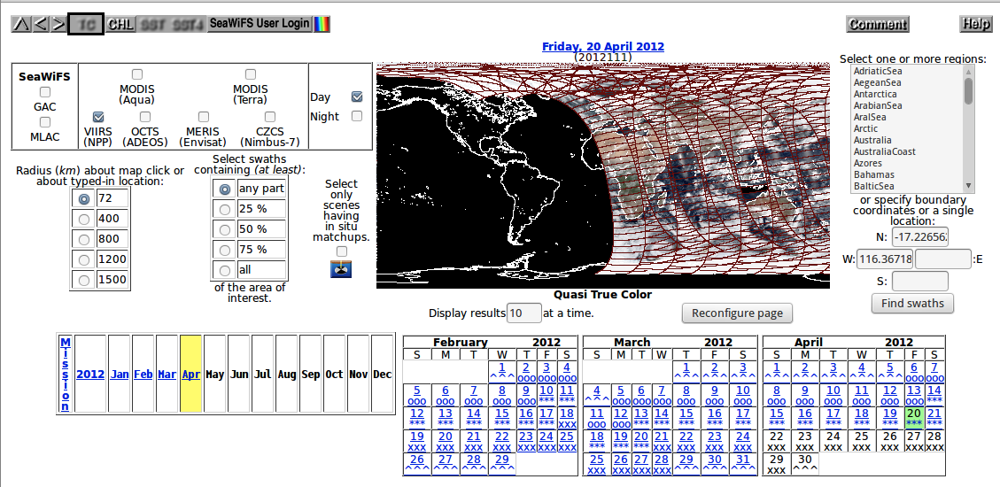 TC CHL SST SST4 SeaWiFS User Login
Comment Help
Friday, 20 April 2012
(2012111)
SeaWiFS
GAC
MLAC
MODIS
(Aqua)
MODIS
(Terra)
VIIRS
(NPP)
OCTS
(ADEOS)
MERIS
(Envisat)
CZCS
(Nimbus-7)
Day
Night
Radius (km) about map click or
about typed-in location:
72
400
800
1200
1500
Select swaths
containing (at least):
any part
25 %
50 %
75 %
all
of the area of
interest.
Select
only
scenes
having
in situ
matchups.
Quasi True Color
Display results 10 at a time.
Reconfigure page
Select one or more regions:
AdriaticSea
AegeanSea
Antarctica
ArabianSea
AralSea
Arctic
Australia
AustraliaCoast
Azores
Bahamas
BalticSea
or specify boundary
coordinates or a single
location:
N: -17.22656
W: 116.36718 :E
S:
Find swaths
Mission 2012 Jan Feb Mar Apr May Jun Jul Aug Sep Oct Nov Dec
February 2012
S M T W T F S
1 2 3 4
^^^ ooo ooo ooo
5 6 7 8 9 10 11
ooo ooo ooo ooo ooo *** ***
12 13 14 15 16 17 18
*** *** *** *** *** *** xxx
19 20 21 22 23 24 25
xxx xxx xxx xxx xxx xxx xxx
26 27 28 29
^^^ ^^^ ^^^ ^^^
March 2012
S M T W T F S
1 2 3
^^^ ^^^ ^^^
4 5 6 7 8 9 10
^^^ ooo ooo ooo ooo ooo ooo
11 12 13 14 15 16 17
ooo ooo *** *** *** *** ***
18 19 20 21 22 23 24
*** *** *** xxx xxx xxx xxx
25 26 27 28 29 30 31
xxx xxx xxx xxx ^^^ ^^^ ^^^
April 2012
S M T W T F S
1 2 3 4 5 6 7
^^^ ^^^ ^^^ ^^^ ^^^ ooo ooo
8 9 10 11 12 13 14
ooo ooo ooo ooo ooo ooo ***
15 16 17 18 19 20 21
*** *** *** *** *** *** ***
22 23 24 25 26 27 28
xxx xxx xxx xxx xxx xxx xxx
29 30
xxx ^^^